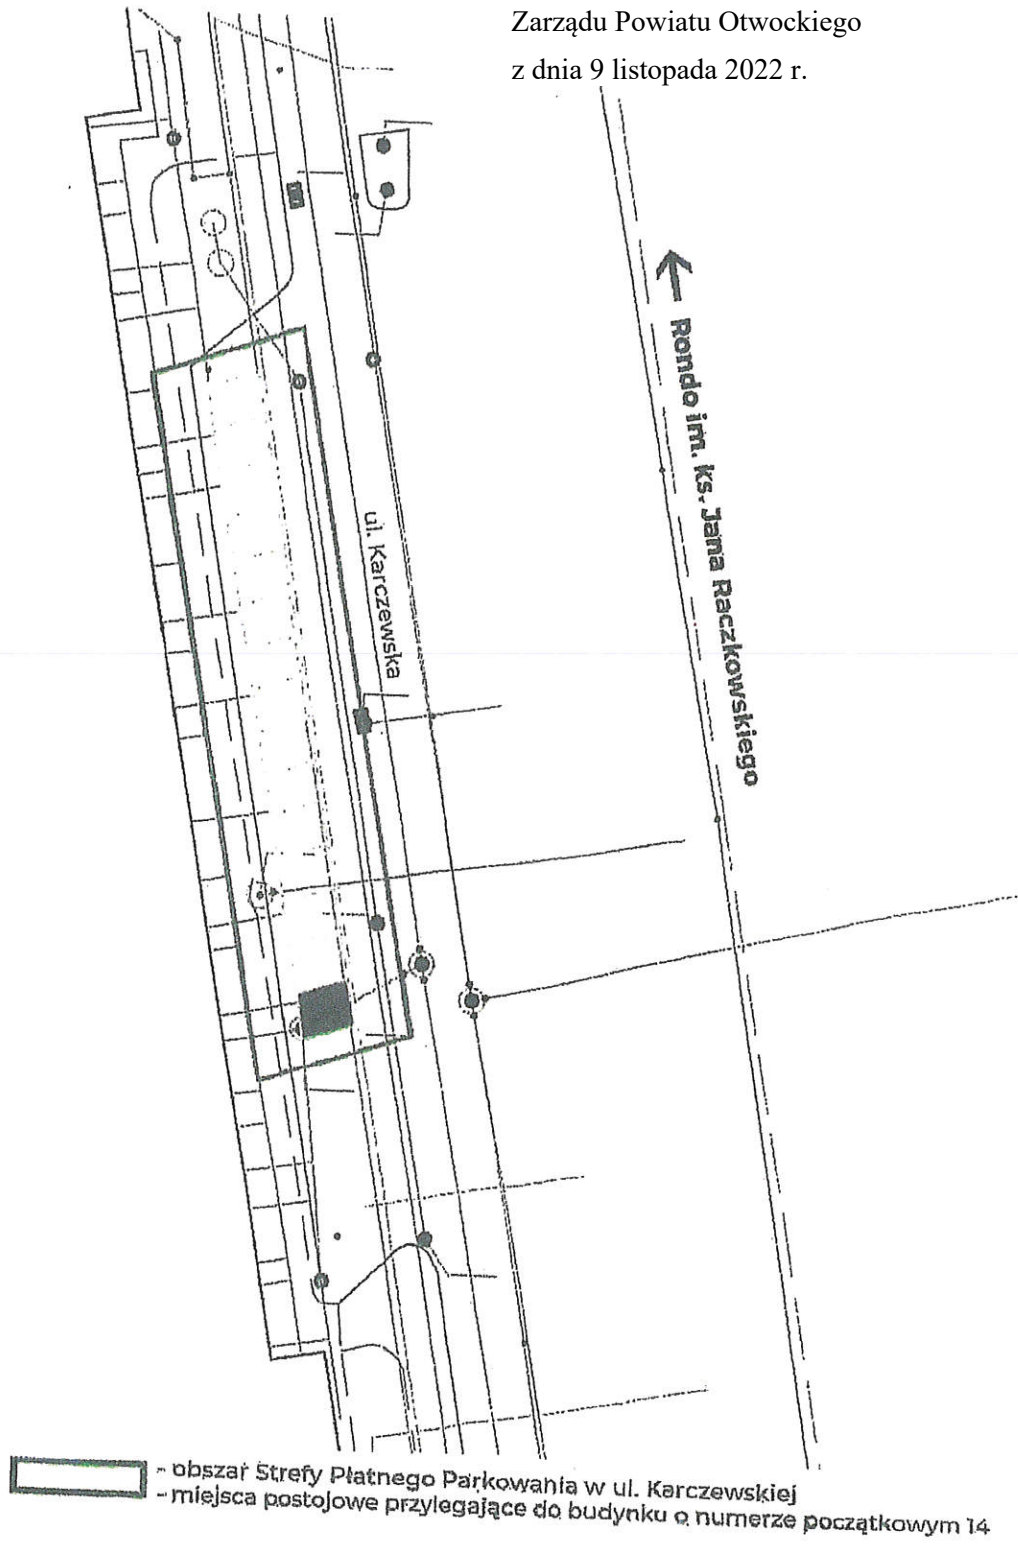 Zarządu Powiatu Otwockiego
z dnia 9 listopada 2022 r.
Rondo im. ks. Jana Raczkowskiego
ul. Karczewska
- obszar Strefy Płatnego Parkowania w ul. Karczewskiej
- miejsca postojowe przylegające do budynku o numerze początkowym 14